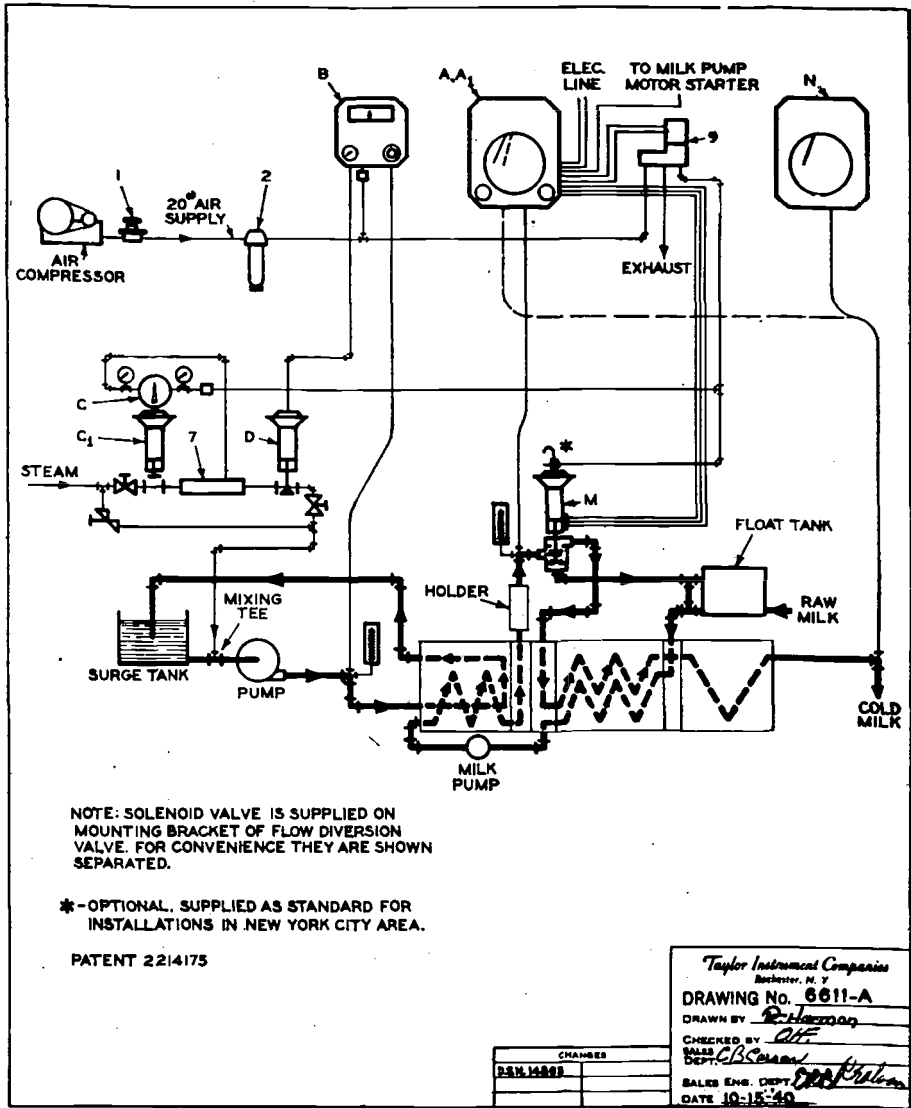 B
A,A1
ELEC.
LINE
TO MILK PUMP
MOTOR STARTER
N
9
1
20# AIR
SUPPLY
2
AIR
COMPRESSOR
EXHAUST
C
C1
7
D
*
M
STEAM
FLOAT TANK
MIXING
TEE
HOLDER
RAW
MILK
SURGE TANK
PUMP
COLD
MILK
MILK
PUMP
NOTE: SOLENOID VALVE IS SUPPLIED ON
MOUNTING BRACKET OF FLOW DIVERSION
VALVE. FOR CONVENIENCE THEY ARE SHOWN
SEPARATED.
*-OPTIONAL, SUPPLIED AS STANDARD FOR
INSTALLATIONS IN NEW YORK CITY AREA.
PATENT 2214175
Taylor Instrument Companies
Rochester, N. Y
DRAWING No. 6611-A
DRAWN BY R. Harmon
CHECKED BY
SALES DEPT.
SALES ENG. DEPT.
DATE 10-15-40
CHANGES